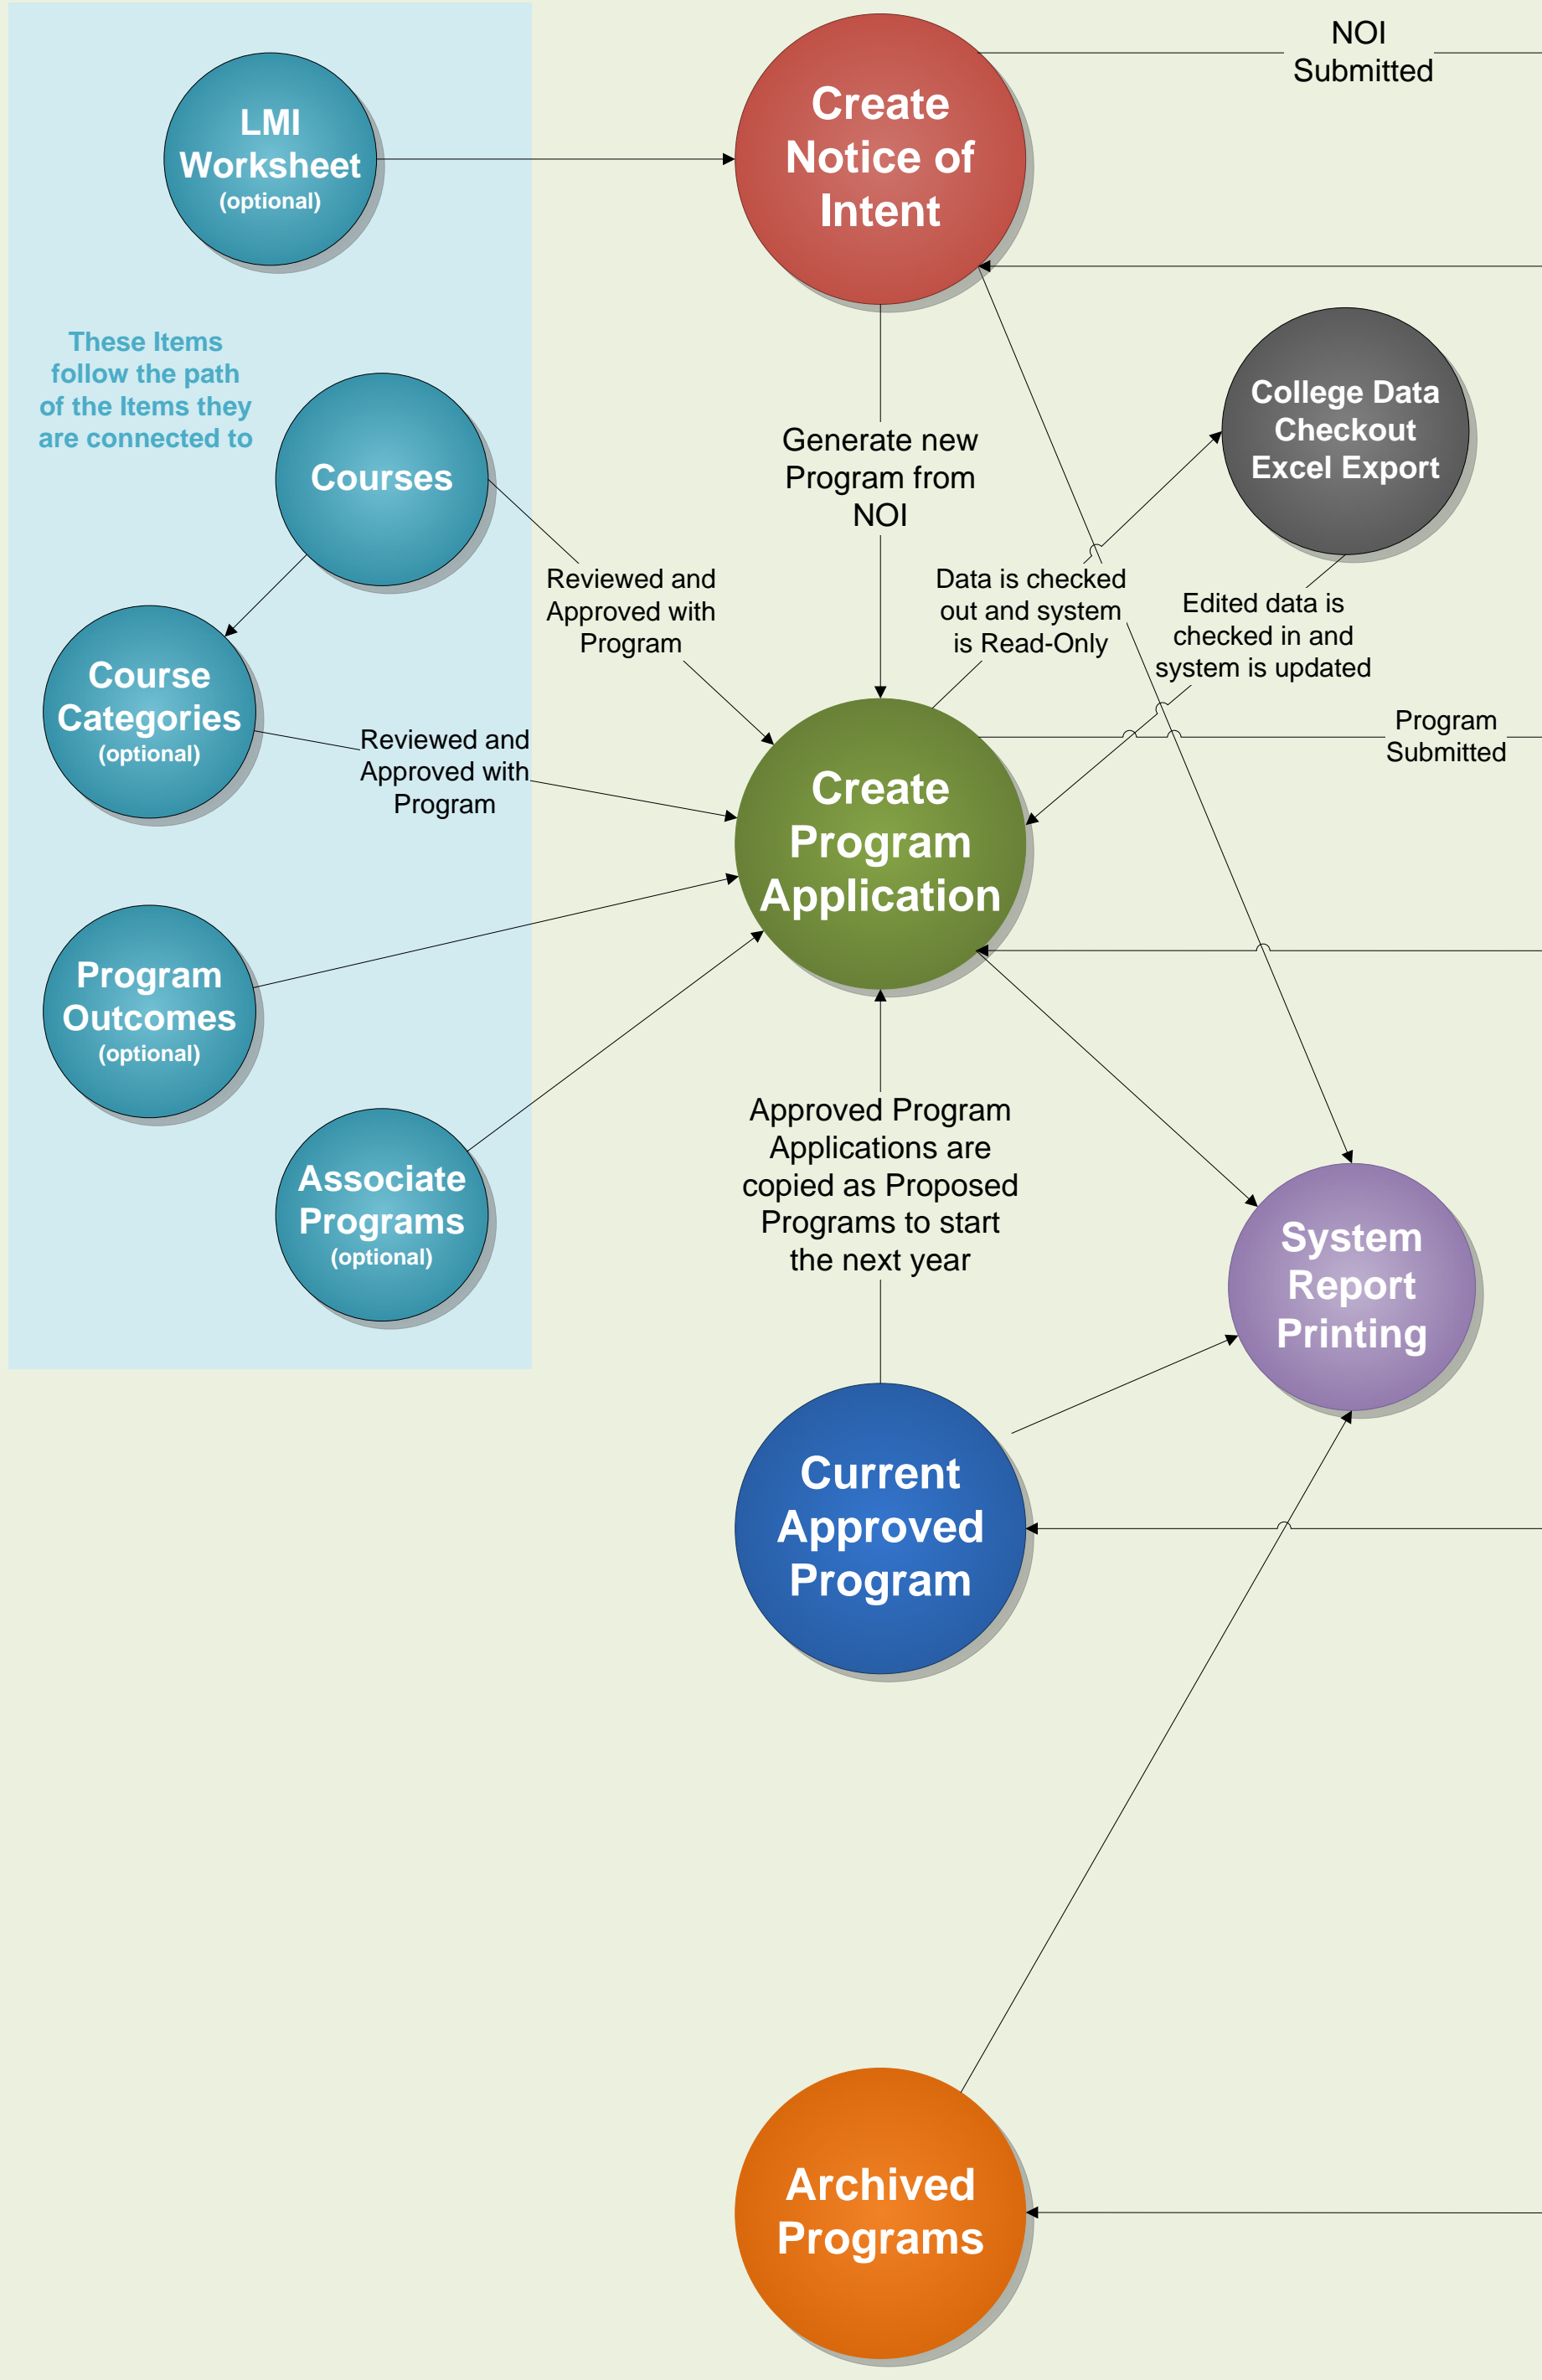 NOI
Submitted
LMI
Worksheet
(optional)
Create
Notice of
Intent
These Items
follow the path
of the Items they
are connected to
Courses
Generate new
Program from
NOI
College Data
Checkout
Excel Export
Reviewed and
Approved with
Program
Data is checked
out and system
is Read-Only
Edited data is
checked in and
system is updated
Course
Categories
(optional)
Reviewed and
Approved with
Program
Program
Submitted
Create
Program
Application
Program
Outcomes
(optional)
Associate
Programs
(optional)
Approved Program
Applications are
copied as Proposed
Programs to start
the next year
System
Report
Printing
Current
Approved
Program
Archived
Programs